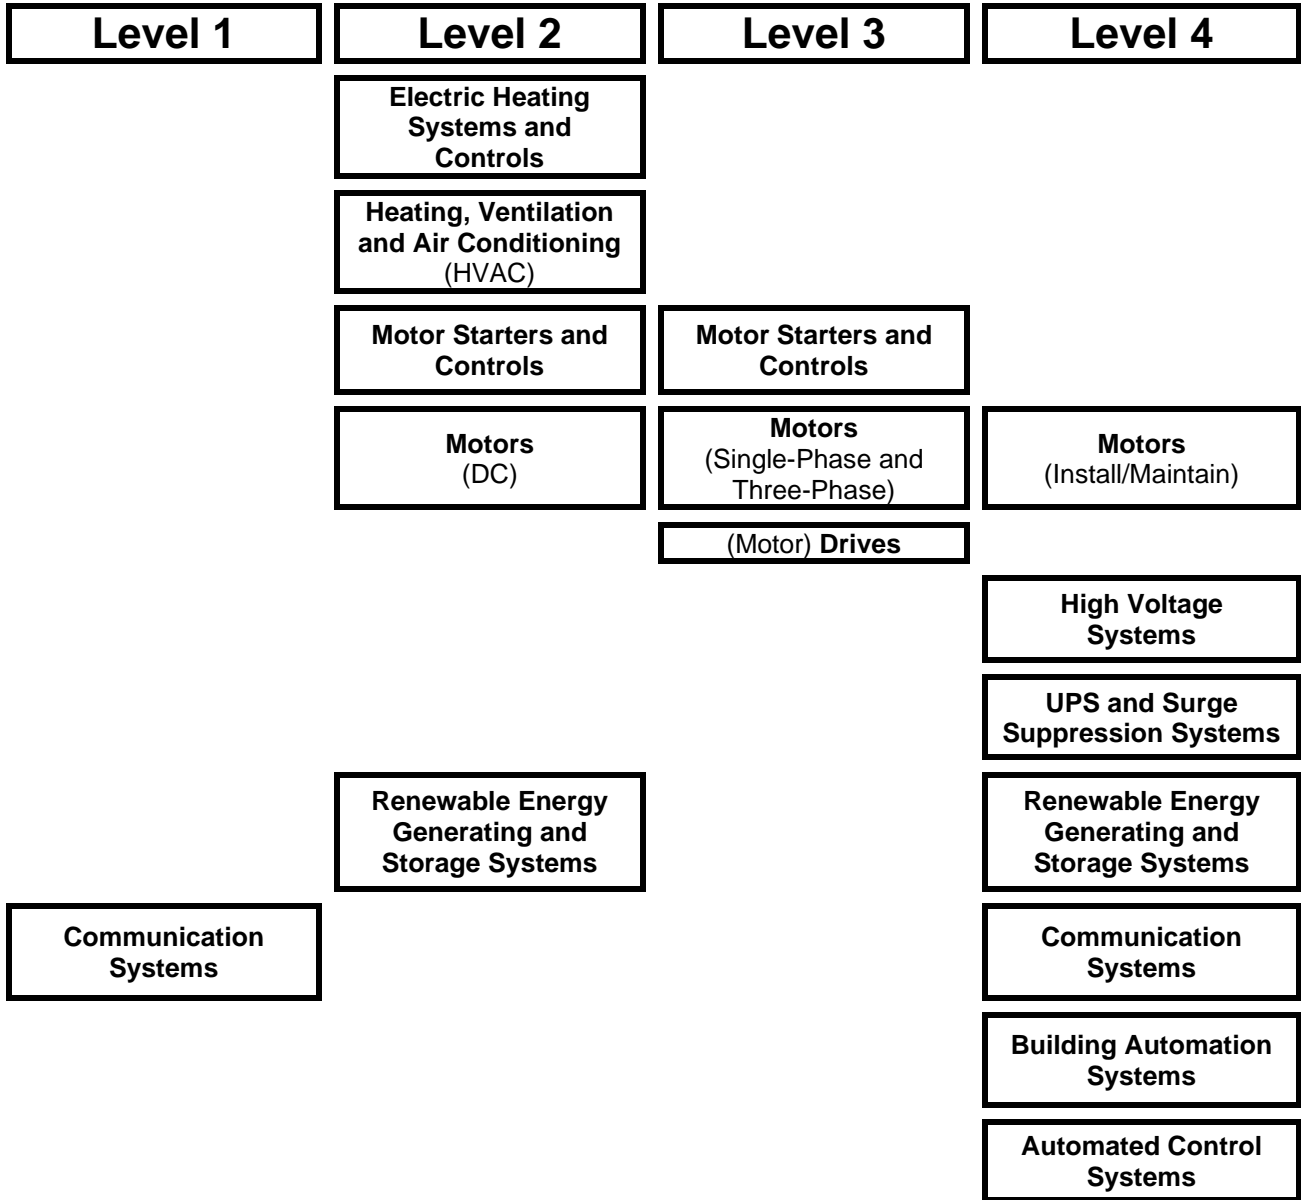 Level 1
Level 2
Level 3
Level 4
Electric Heating
Systems and
Controls
Heating, Ventilation
and Air Conditioning
(HVAC)
Motor Starters and
Controls
Motor Starters and
Controls
Motors
(DC)
Motors
(Single-Phase and
Three-Phase)
Motors
(Install/Maintain)
(Motor) Drives
High Voltage
Systems
UPS and Surge
Suppression Systems
Renewable Energy
Generating and
Storage Systems
Renewable Energy
Generating and
Storage Systems
Communication
Systems
Communication
Systems
Building Automation
Systems
Automated Control
Systems